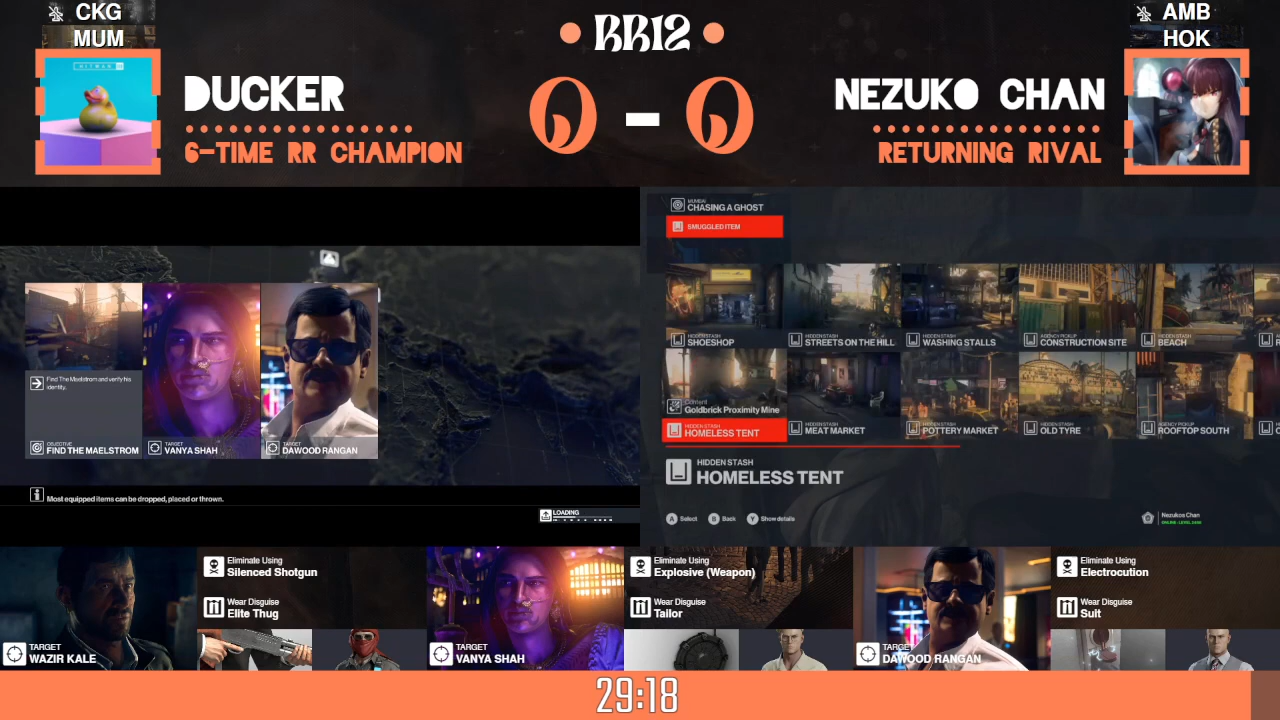 CKG
MUM
RR12
AMB
HOK
HITMAN
DUCKER
6-TIME RR CHAMPION
0 - 0
NEZUKO CHAN
RETURNING RIVAL
Find The Maelstrom and verify his
identity.
OBJECTIVE
FIND THE MAELSTROM
TARGET
VANYA SHAH
TARGET
DAWOOD RANGAN
Most equipped items can be dropped, placed or thrown.
LOADING
MUMBAI
CHASING A GHOST
SMUGGLED ITEM
HIDDEN STASH
SHOESHOP
HIDDEN STASH
STREETS ON THE HILL
HIDDEN STASH
WASHING STALLS
AGENCY PICKUP
CONSTRUCTION SITE
HIDDEN STASH
BEACH
Content
Goldbrick Proximity Mine
HIDDEN STASH
HOMELESS TENT
HIDDEN STASH
MEAT MARKET
HIDDEN STASH
POTTERY MARKET
HIDDEN STASH
OLD TYRE
AGENCY PICKUP
ROOFTOP SOUTH
HIDDEN STASH
HOMELESS TENT
A Select
B Back
Y Show details
Nezukos Chan
Eliminate Using
Silenced Shotgun
Wear Disguise
Elite Thug
TARGET
WAZIR KALE
Eliminate Using
Explosive (Weapon)
Wear Disguise
Tailor
TARGET
VANYA SHAH
Eliminate Using
Electrocution
Wear Disguise
Suit
TARGET
DAWOOD RANGAN
29:18